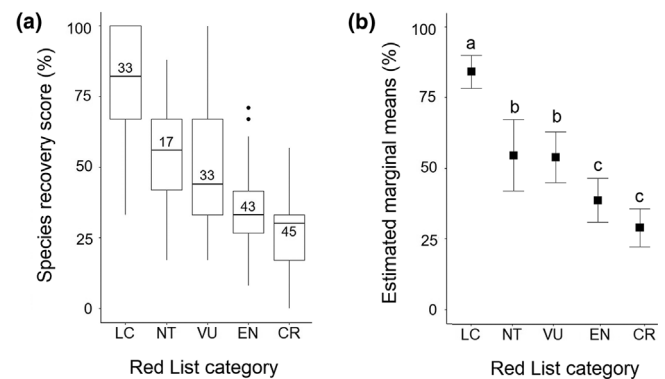 (a)
Species recovery score (%)
100
75
50
25
0
33
17
33
43
45
LC NT VU EN CR
Red List category
(b)
Estimated marginal means (%)
100
75
50
25
0
a
b
b
c
c
LC NT VU EN CR
Red List category